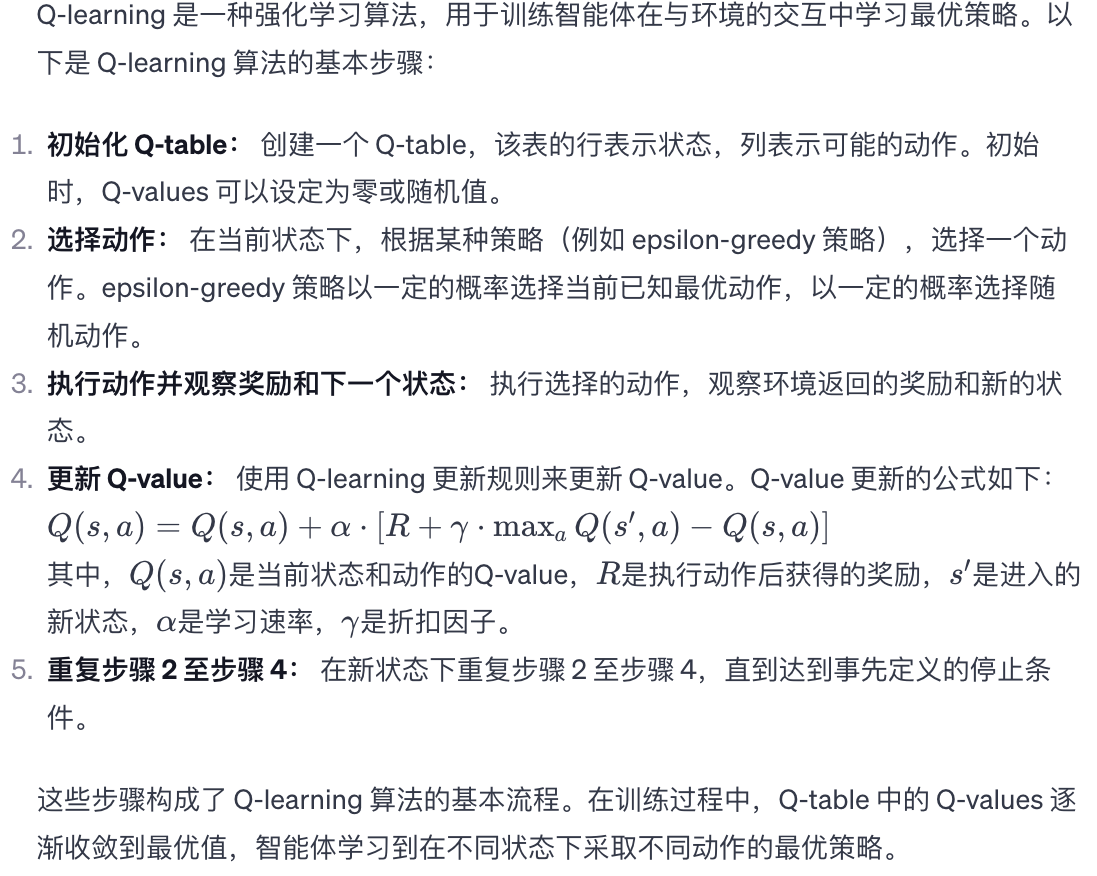 Q-learning 是一种强化学习算法，用于训练智能体在与环境的交互中学习最优策略。以
下是 Q-learning 算法的基本步骤：
1. 初始化 Q-table： 创建一个 Q-table，该表的行表示状态，列表示可能的动作。初始
时，Q-values 可以设定为零或随机值。
2. 选择动作： 在当前状态下，根据某种策略（例如 epsilon-greedy 策略），选择一个动
作。epsilon-greedy 策略以一定的概率选择当前已知最优动作，以一定的概率选择随
机动作。
3. 执行动作并观察奖励和下一个状态： 执行选择的动作，观察环境返回的奖励和新的状
态。
4. 更新 Q-value： 使用 Q-learning 更新规则来更新 Q-value。Q-value 更新的公式如下：
Q(s, a) = Q(s, a) + α · [R + γ · maxₐ Q(s′, a) − Q(s, a)]
其中，Q(s, a)是当前状态和动作的Q-value，R是执行动作后获得的奖励，s′是进入的
新状态，α是学习速率，γ是折扣因子。
5. 重复步骤 2 至步骤 4： 在新状态下重复步骤 2 至步骤 4，直到达到事先定义的停止条
件。
这些步骤构成了 Q-learning 算法的基本流程。在训练过程中，Q-table 中的 Q-values 逐
渐收敛到最优值，智能体学习到在不同状态下采取不同动作的最优策略。